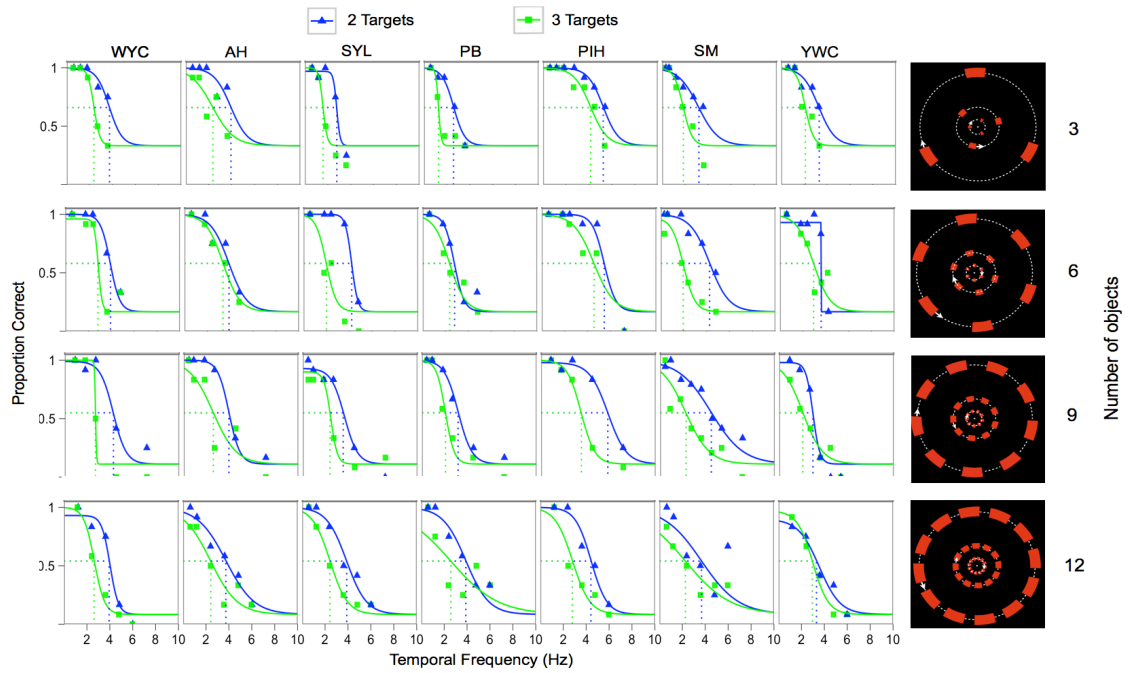 2 Targets 3 Targets
WYC AH SYL PB PIH SM YWC
1
0.5
3
1
0.5
6
1
0.5
9
1
0.5
12
2 4 6 8 10 2 4 6 8 10 2 4 6 8 10 2 4 6 8 10 2 4 6 8 10 2 4 6 8 10 2 4 6 8 10
Temporal Frequency (Hz)
Proportion Correct
Number of objects